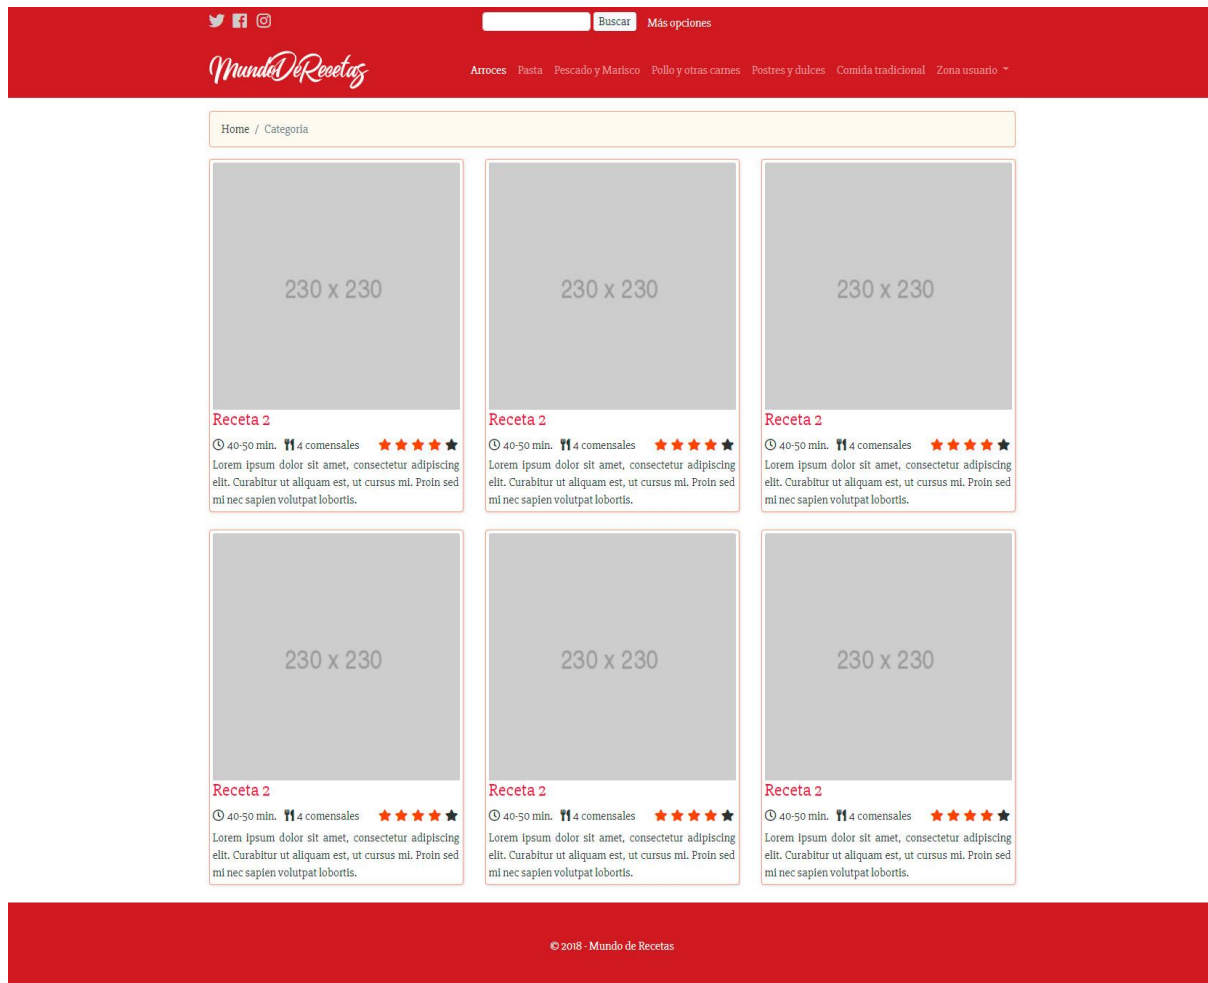 Buscar Más opciones
MundoDeRecetas
Arroces Pasta Pescado y Marisco Pollo y otras carnes Postres y dulces Comida tradicional Zona usuario
Home / Categoria
230 x 230 230 x 230 230 x 230
Receta 2 Receta 2 Receta 2
40-50 min. 4 comensales 40-50 min. 4 comensales 40-50 min. 4 comensales
Lorem ipsum dolor sit amet, consectetur adipiscing
elit. Curabitur ut aliquam est, ut cursus mi. Proin sed
mi nec sapien volutpat lobortis.
Lorem ipsum dolor sit amet, consectetur adipiscing
elit. Curabitur ut aliquam est, ut cursus mi. Proin sed
mi nec sapien volutpat lobortis.
Lorem ipsum dolor sit amet, consectetur adipiscing
elit. Curabitur ut aliquam est, ut cursus mi. Proin sed
mi nec sapien volutpat lobortis.
230 x 230 230 x 230 230 x 230
Receta 2 Receta 2 Receta 2
40-50 min. 4 comensales 40-50 min. 4 comensales 40-50 min. 4 comensales
Lorem ipsum dolor sit amet, consectetur adipiscing
elit. Curabitur ut aliquam est, ut cursus mi. Proin sed
mi nec sapien volutpat lobortis.
Lorem ipsum dolor sit amet, consectetur adipiscing
elit. Curabitur ut aliquam est, ut cursus mi. Proin sed
mi nec sapien volutpat lobortis.
Lorem ipsum dolor sit amet, consectetur adipiscing
elit. Curabitur ut aliquam est, ut cursus mi. Proin sed
mi nec sapien volutpat lobortis.
© 2018 - Mundo de Recetas